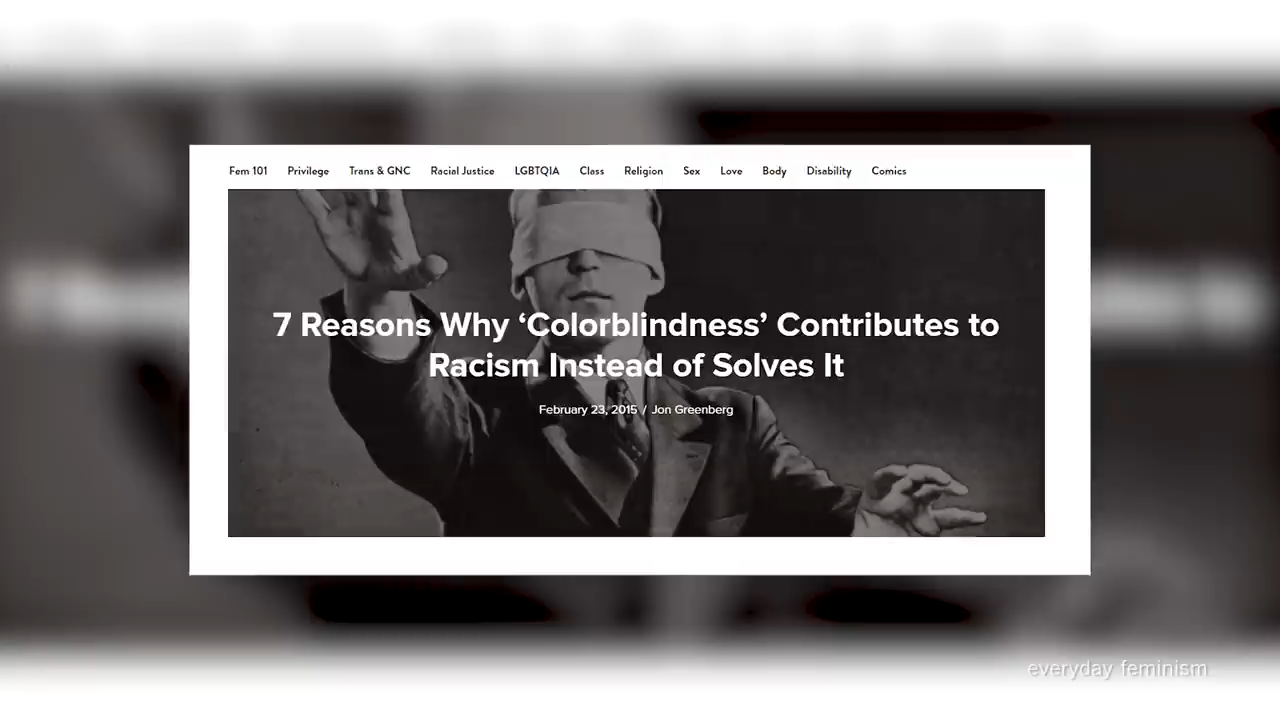 Fem 101 Privilege Trans & GNC Racial Justice LGBTQIA Class Religion Sex Love Body Disability Comics
7 Reasons Why ‘Colorblindness’ Contributes to
Racism Instead of Solves It
February 23, 2015 / Jon Greenberg
everyday feminism